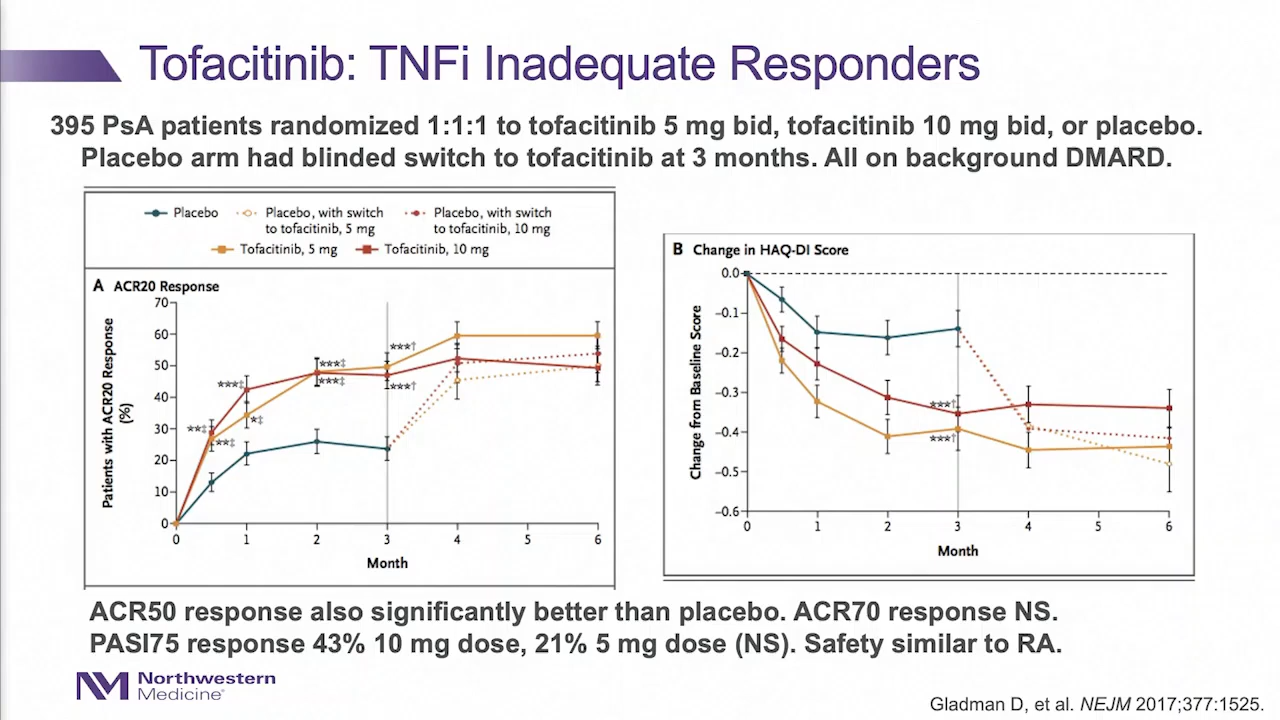 Tofacitinib: TNFi Inadequate Responders
395 PsA patients randomized 1:1:1 to tofacitinib 5 mg bid, tofacitinib 10 mg bid, or placebo.
Placebo arm had blinded switch to tofacitinib at 3 months. All on background DMARD.
Placebo
Placebo, with switch
to tofacitinib, 5 mg
Placebo, with switch
to tofacitinib, 10 mg
Tofacitinib, 5 mg
Tofacitinib, 10 mg
A ACR20 Response
Patients with ACR20 Response
(%)
70
60
50
40
30
20
10
0
**‡
**‡
***‡
*‡
***‡
***‡
***†
***†
0 1 2 3 4 5 6
Month
B Change in HAQ-DI Score
Change from Baseline Score
0.0
-0.1
-0.2
-0.3
-0.4
-0.5
-0.6
***†
***†
0 1 2 3 4 5 6
Month
ACR50 response also significantly better than placebo. ACR70 response NS.
PASI75 response 43% 10 mg dose, 21% 5 mg dose (NS). Safety similar to RA.
Northwestern
Medicine®
Gladman D, et al. NEJM 2017;377:1525.